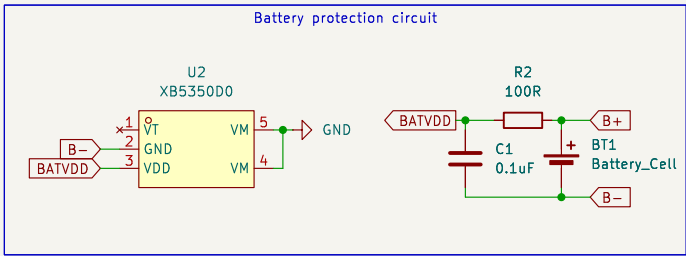 Battery protection circuit
U2
XB5350D0
1
VT
VM
5
GND
B-
2
GND
BATVDD
3
VDD
VM
4
R2
100R
BATVDD
B+
C1
0.1uF
+
BT1
Battery_Cell
B-